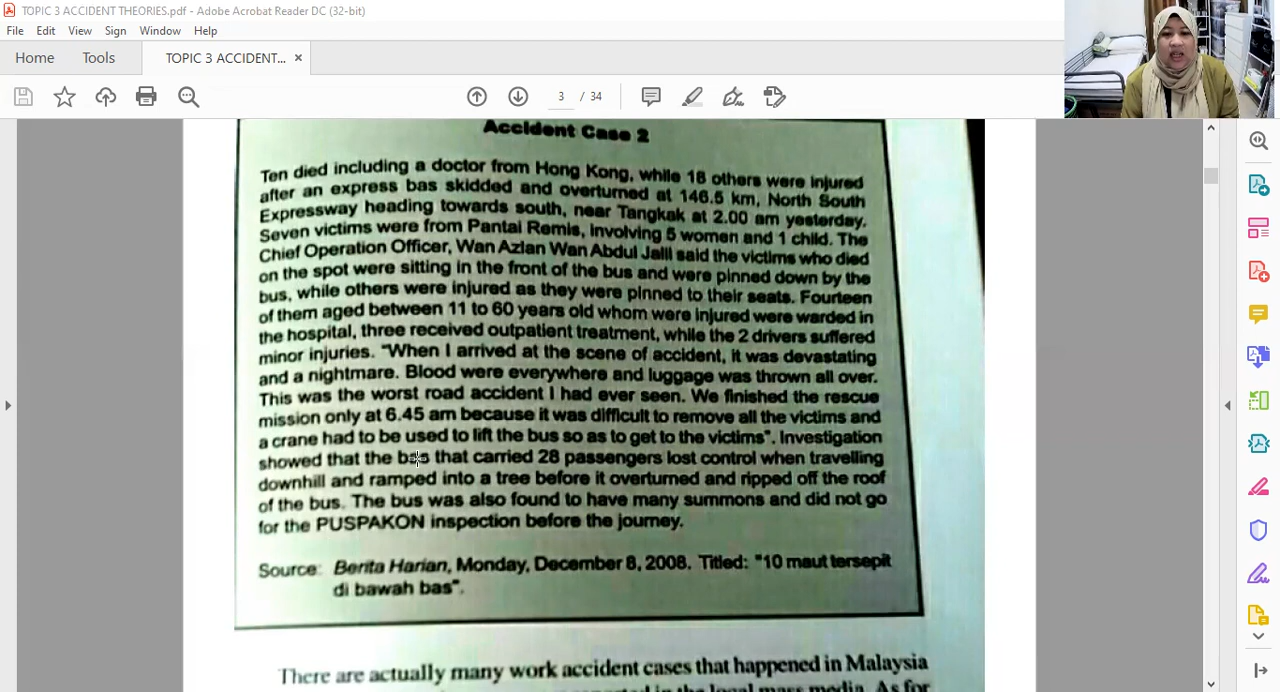 TOPIC 3 ACCIDENT THEORIES.pdf - Adobe Acrobat Reader DC (32-bit)
File Edit View Sign Window Help
Home Tools TOPIC 3 ACCIDENT... ×
3 / 34
Accident Case 2
Ten died including a doctor from Hong Kong, while 18 others were injured
after an express bas skidded and overturned at 146.5 km, North South
Expressway heading towards south, near Tangkak at 2.00 am yesterday.
Seven victims were from Pantai Remis, involving 5 women and 1 child. The
Chief Operation Officer, Wan Azlan Wan Abdul Jalil said the victims who died
on the spot were sitting in the front of the bus and were pinned down by the
bus, while others were injured as they were pinned to their seats. Fourteen
of them aged between 11 to 60 years old whom were injured were warded in
the hospital, three received outpatient treatment, while the 2 drivers suffered
minor injuries. "When I arrived at the scene of accident, it was devastating
and a nightmare. Blood were everywhere and luggage was thrown all over.
This was the worst road accident I had ever seen. We finished the rescue
mission only at 6.45 am because it was difficult to remove all the victims and
a crane had to be used to lift the bus so as to get to the victims". Investigation
showed that the bas that carried 28 passengers lost control when travelling
downhill and ramped into a tree before it overturned and ripped off the roof
of the bus. The bus was also found to have many summons and did not go
for the PUSPAKON inspection before the journey.
Source: Berita Harian, Monday, December 8, 2008. Titled: "10 maut tersepit
di bawah bas".
There are actually many work accident cases that happened in Malaysia
in the local mass media. As for